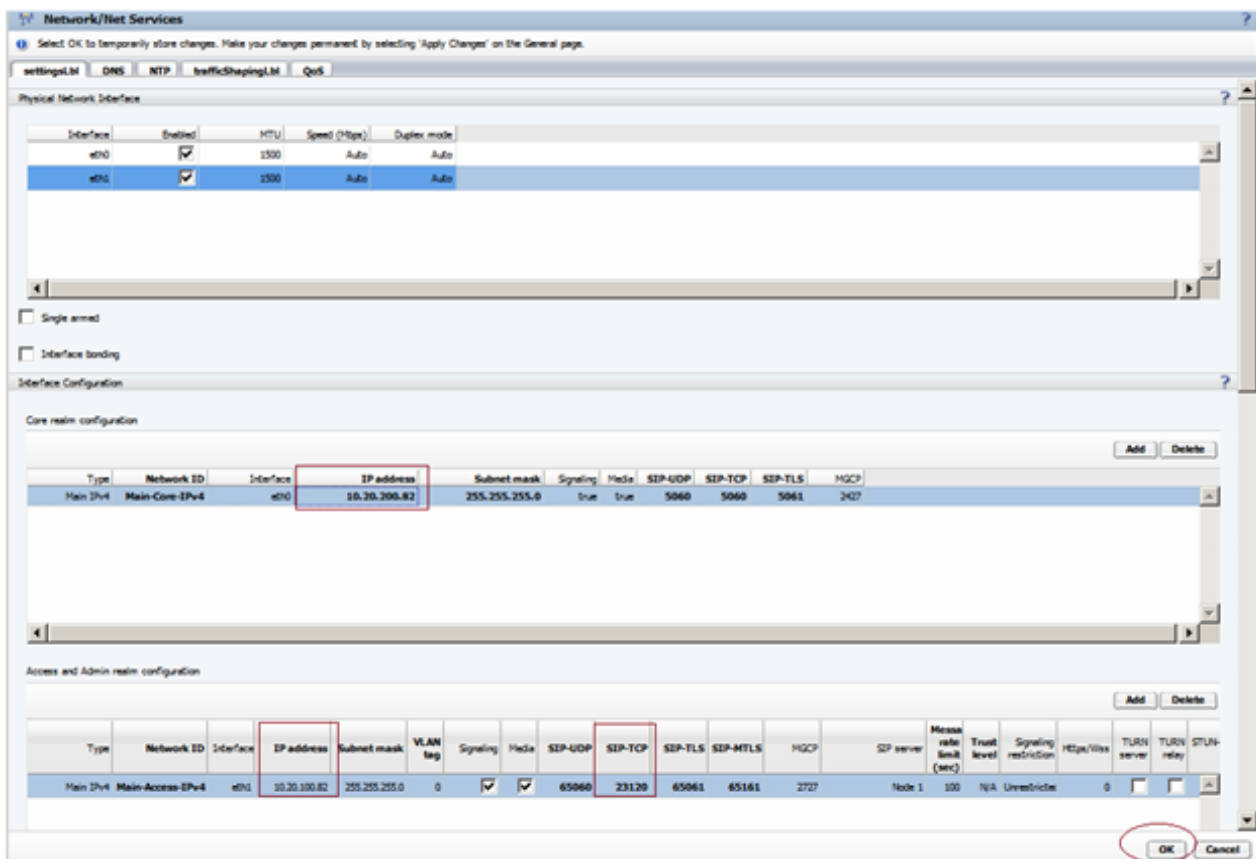 Network/Net Services ?
Select OK to temporarily store changes. Make your changes permanent by selecting 'Apply Changes' on the General page.
settingsLbl DNS NTP trafficShapingLbl QoS
Physical Network Interface ?
Interface Enabled MTU Speed (Mbps) Duplex mode
eth0 1500 Auto Auto
eth1 1500 Auto Auto
Single armed
Interface bonding
Interface Configuration ?
Core realm configuration
Add Delete
Type Network ID Interface IP address Subnet mask Signaling Media SIP-UDP SIP-TCP SIP-TLS MGCP
Main IPv4 Main-Core-IPv4 eth0 10.20.200.82 255.255.255.0 true true 5060 5060 5061 2427
Access and Admin realm configuration
Add Delete
Type Network ID Interface IP address Subnet mask VLAN tag Signaling Media SIP-UDP SIP-TCP SIP-TLS SIP-MTLS MGCP SIP server Messa rate limit (sec) Trust level Signaling restriction Https/Wss TURN server TURN relay STUN-
Main IPv4 Main-Access-IPv4 eth1 10.20.100.82 255.255.255.0 0 65060 23120 65061 65161 2727 Node 1 100 N/A Unrestricte 0
OK Cancel